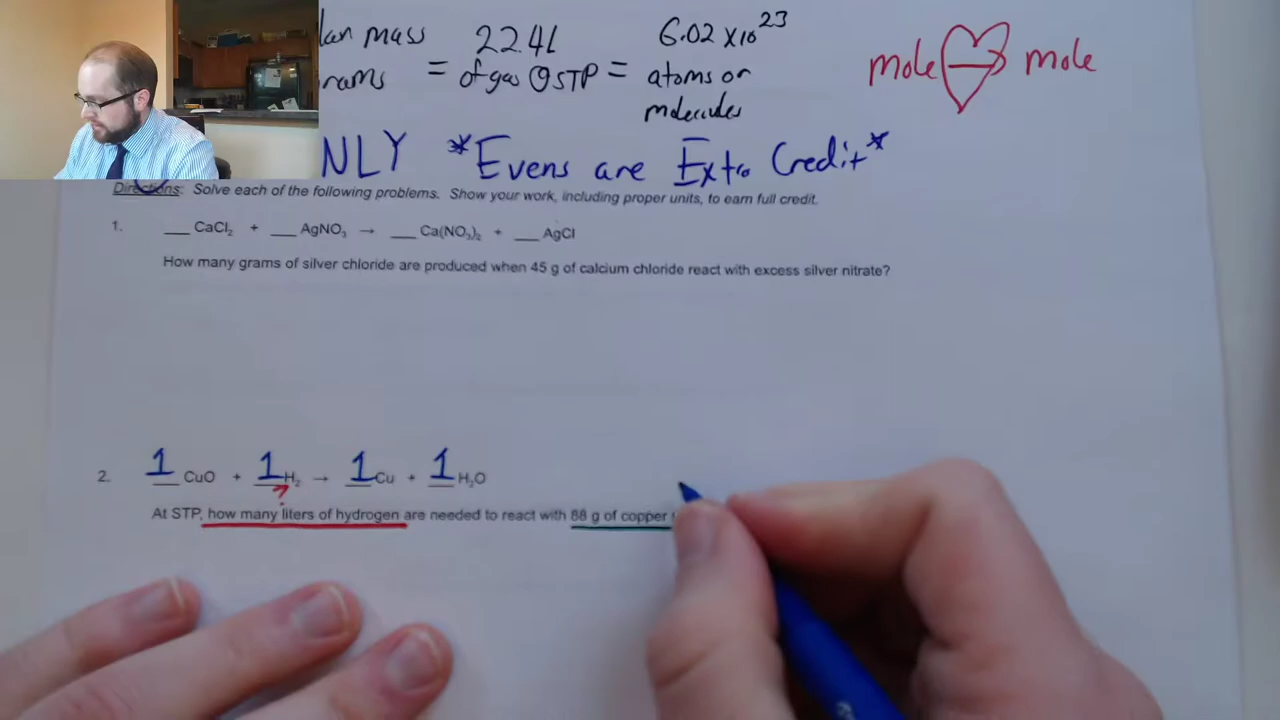 mass = 22.4L = 6.02 x 10^23
of gas @ STP atoms or
molecules
mole → mole
NLY *Evens are Extra Credit*
Directions: Solve each of the following problems. Show your work, including proper units, to earn full credit.
1. ___ CaCl₂ + ___ AgNO₃ → ___ Ca(NO₃)₂ + ___ AgCl
How many grams of silver chloride are produced when 45 g of calcium chloride react with excess silver nitrate?
2. 1 CuO + 1 H₂ → 1 Cu + 1 H₂O
?
At STP, how many liters of hydrogen are needed to react with 88 g of copper